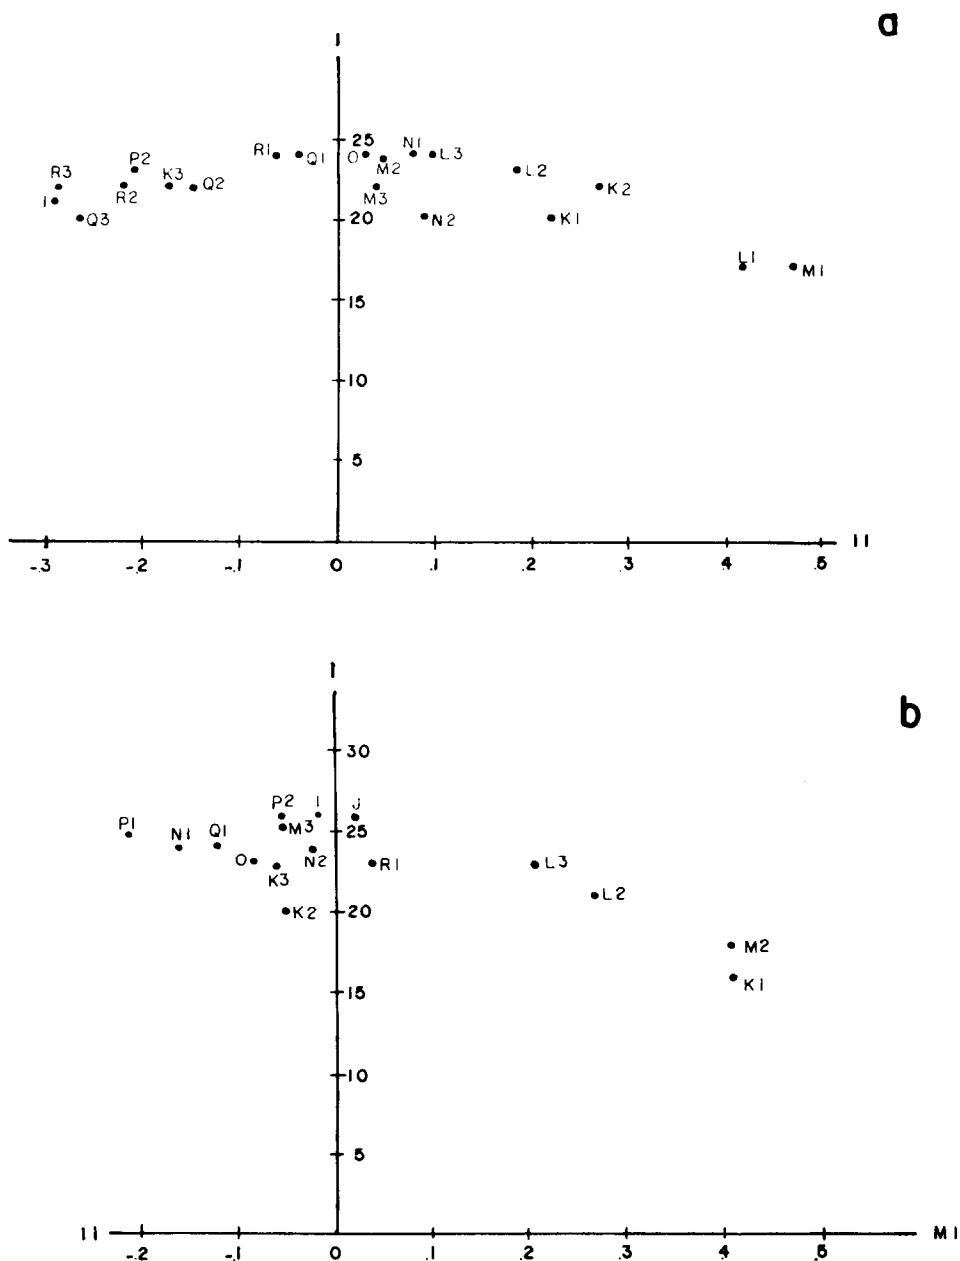 a
I
25
R1 Q1 O M2 N1 L3
P2 L2
R3 R2 K3 Q2 M3 K2
I
Q3 20 N2 K1
L1 M1
15
10
5
II
-.3 -.2 -.1 0 .1 .2 .3 .4 .5
I
b
30
P2 I J
P1 M3 25
N1 Q1 N2
O K3 R1 L3
L2
K2 20
M2
K1
15
10
5
II M1
-.2 -.1 0 .1 .2 .3 .4 .5